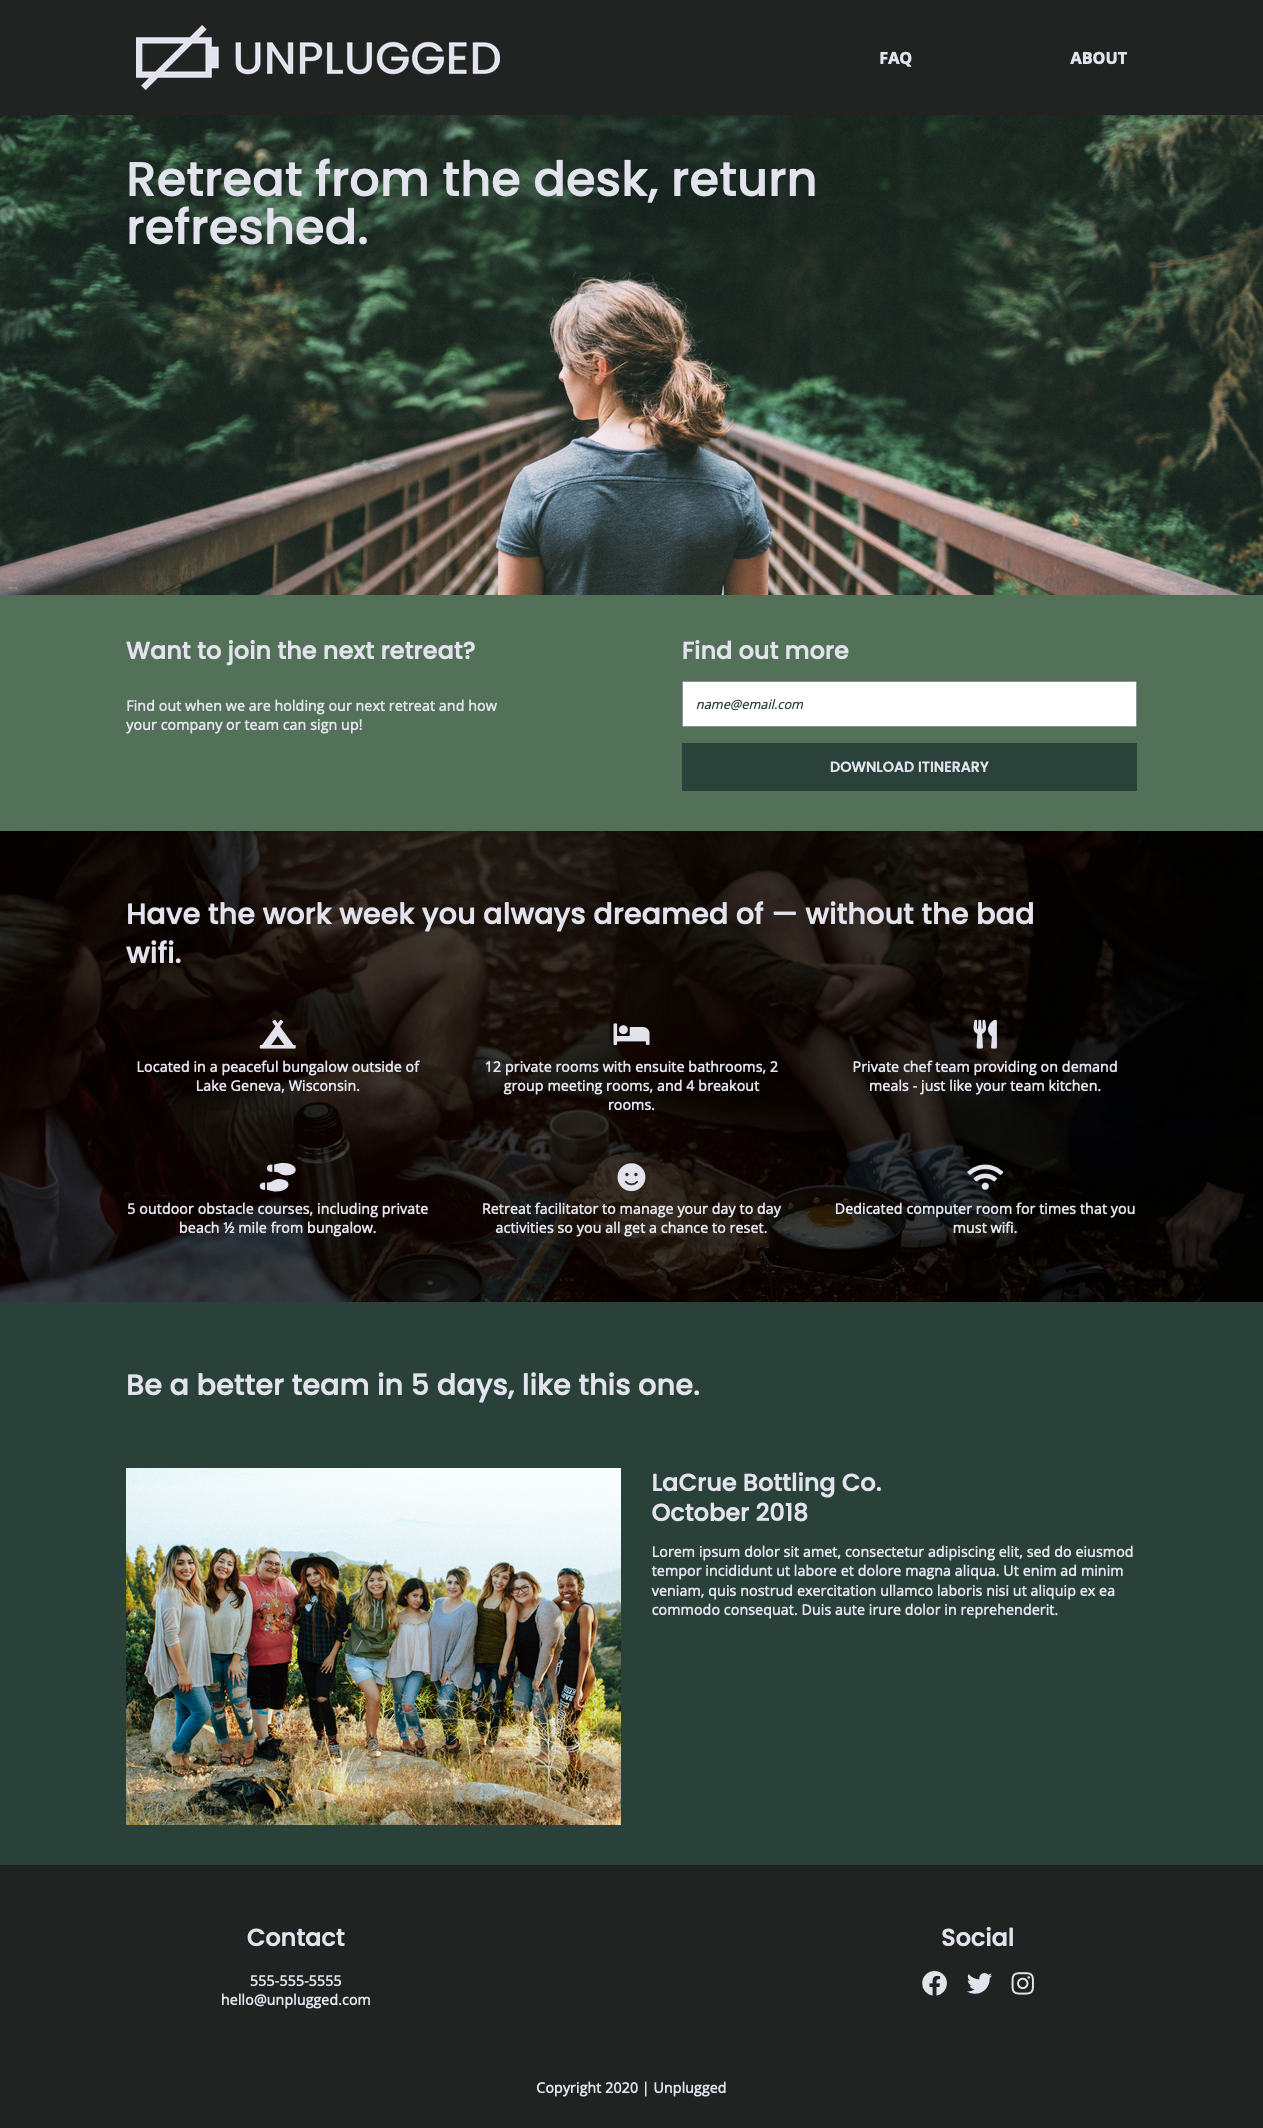 UNPLUGGED
FAQ
ABOUT
Retreat from the desk, return
refreshed.
Want to join the next retreat?
Find out when we are holding our next retreat and how
your company or team can sign up!
Find out more
name@email.com
DOWNLOAD ITINERARY
Have the work week you always dreamed of — without the bad
wifi.
Located in a peaceful bungalow outside of
Lake Geneva, Wisconsin.
12 private rooms with ensuite bathrooms, 2
group meeting rooms, and 4 breakout
rooms.
Private chef team providing on demand
meals - just like your team kitchen.
5 outdoor obstacle courses, including private
beach ½ mile from bungalow.
Retreat facilitator to manage your day to day
activities so you all get a chance to reset.
Dedicated computer room for times that you
must wifi.
Be a better team in 5 days, like this one.
LaCrue Bottling Co.
October 2018
Lorem ipsum dolor sit amet, consectetur adipiscing elit, sed do eiusmod
tempor incididunt ut labore et dolore magna aliqua. Ut enim ad minim
veniam, quis nostrud exercitation ullamco laboris nisi ut aliquip ex ea
commodo consequat. Duis aute irure dolor in reprehenderit.
Contact
555-555-5555
hello@unplugged.com
Social
Copyright 2020 | Unplugged